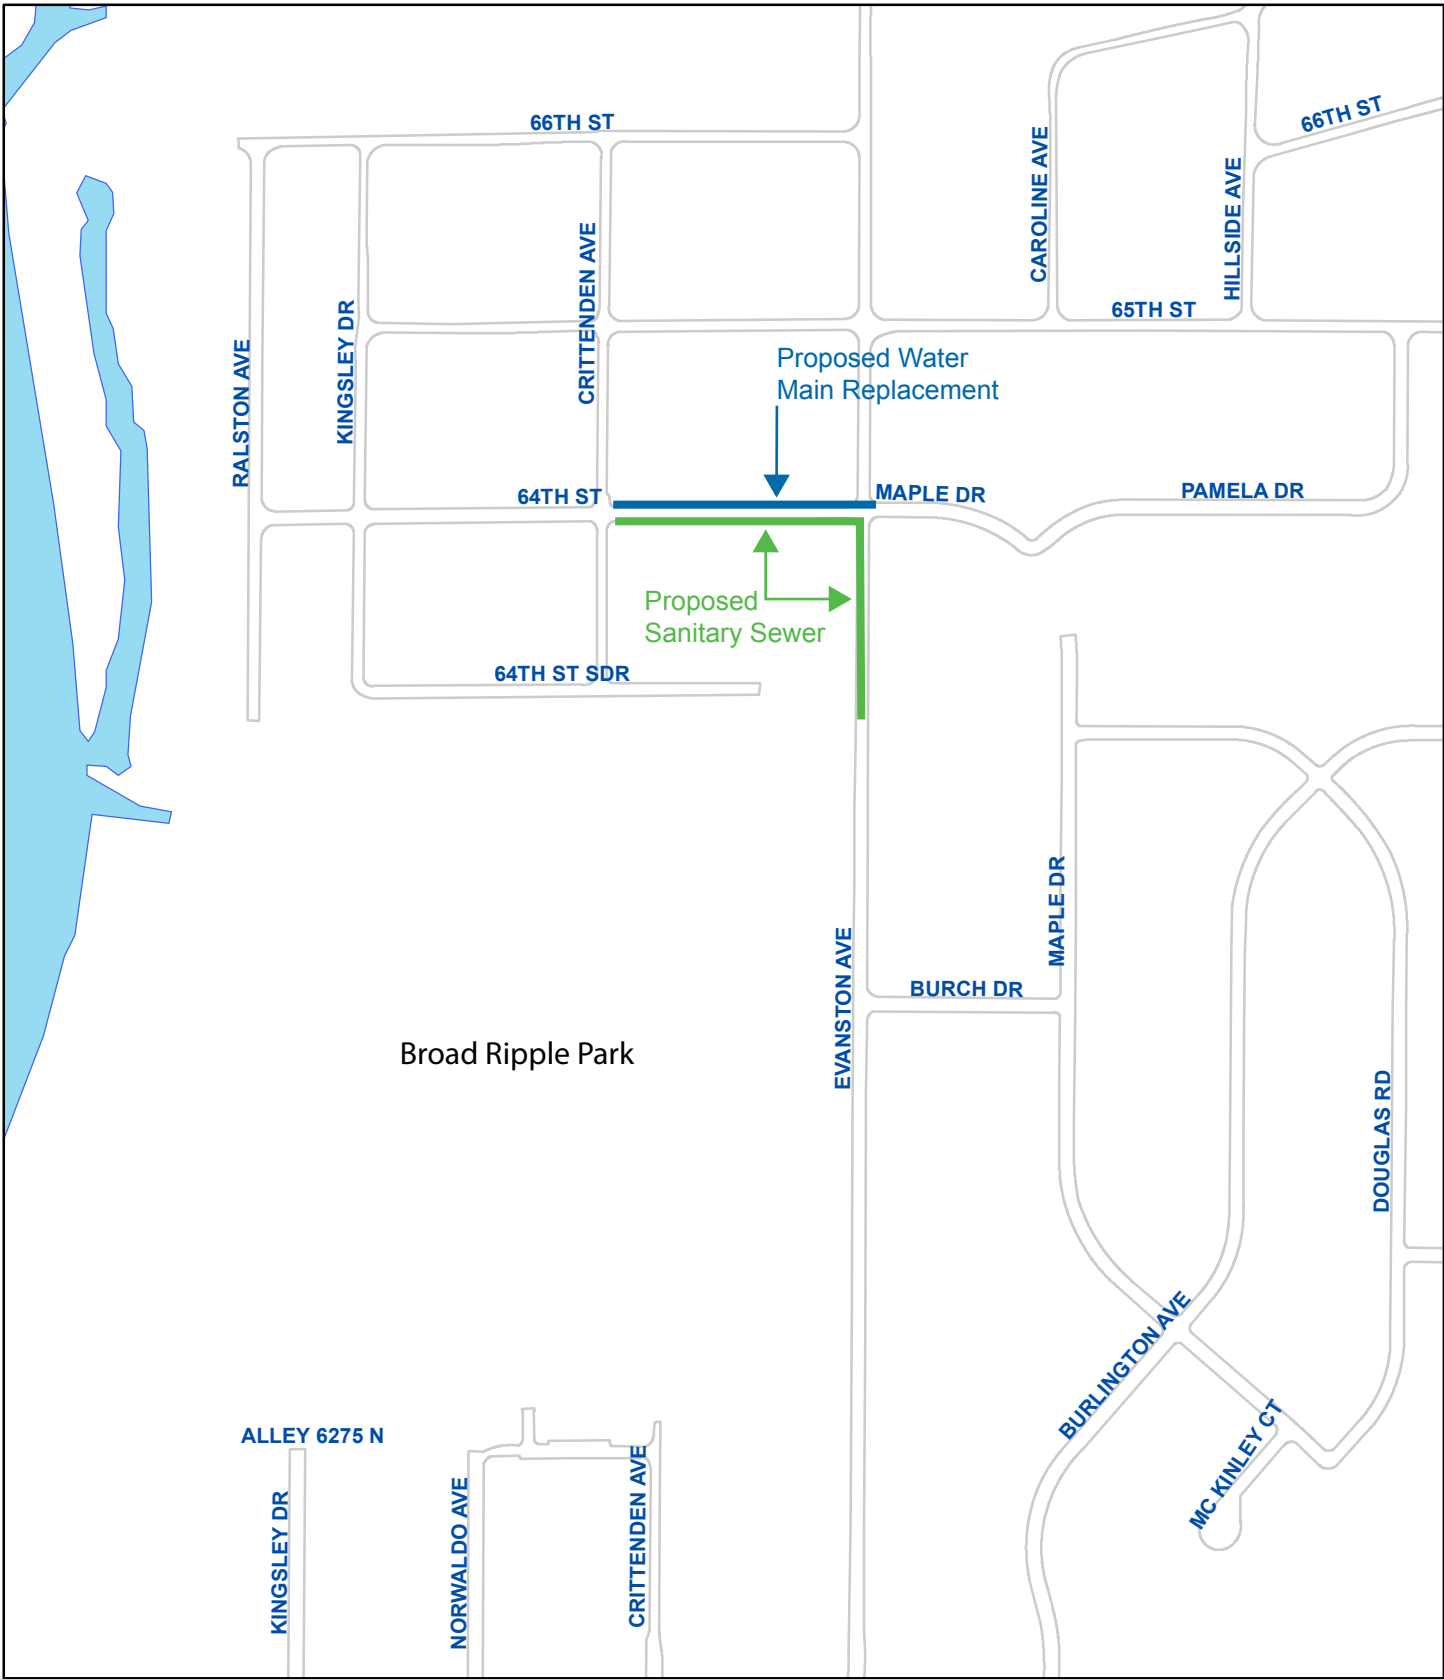 66TH ST
66TH ST
CAROLINE AVE
HILLSIDE AVE
CRITTENDEN AVE
KINGSLEY DR
RALSTON AVE
65TH ST
Proposed Water
Main Replacement
64TH ST
MAPLE DR
PAMELA DR
Proposed
Sanitary Sewer
64TH ST SDR
MAPLE DR
EVANSTON AVE
BURCH DR
Broad Ripple Park
DOUGLAS RD
BURLINGTON AVE
MC KINLEY CT
ALLEY 6275 N
KINGSLEY DR
NORWALDO AVE
CRITTENDEN AVE